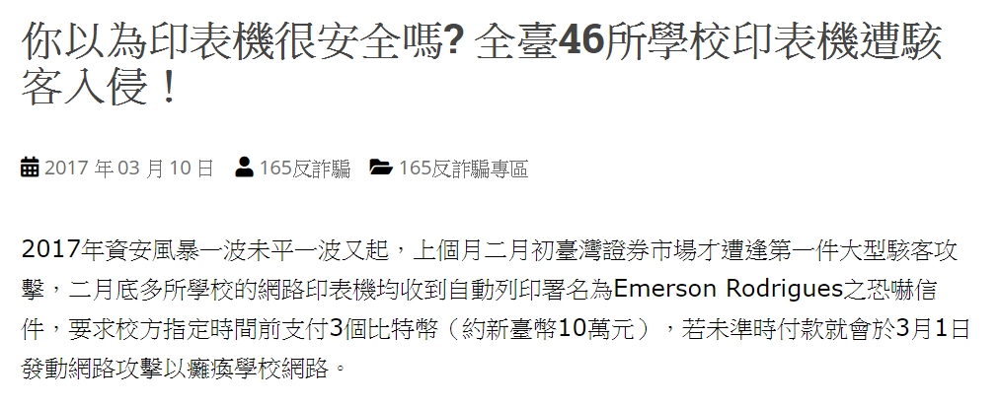 你以為印表機很安全嗎? 全臺46所學校印表機遭駭
客入侵！
2017 年 03 月 10 日 165反詐騙 165反詐騙專區
2017年資安風暴一波未平一波又起，上個月二月初臺灣證券市場才遭逢第一件大型駭客攻
擊，二月底多所學校的網路印表機均收到自動列印署名為Emerson Rodrigues之恐嚇信
件，要求校方指定時間前支付3個比特幣（約新臺幣10萬元），若未準時付款就會於3月1日
發動網路攻擊以癱瘓學校網路。